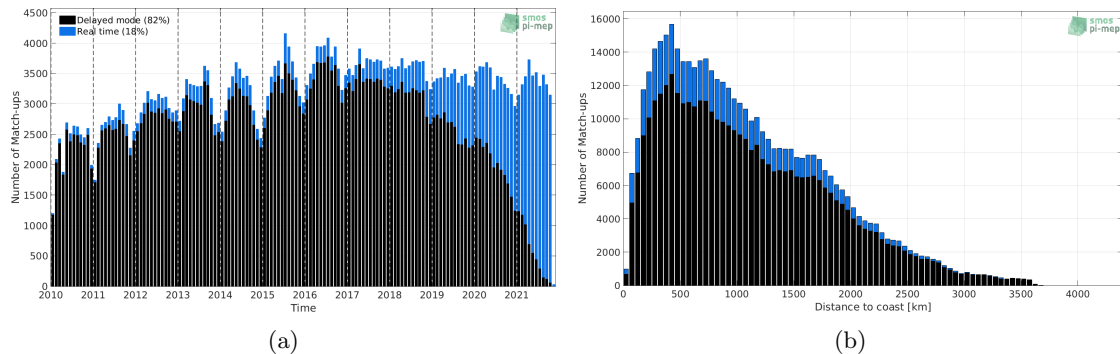 Delayed mode (82%)
Real time (18%)
smos
pi-mep
4500
4000
3500
3000
2500
2000
1500
1000
500
0
Number of Match-ups
2010 2011 2012 2013 2014 2015 2016 2017 2018 2019 2020 2021
Time
(a)
smos
pi-mep
16000
14000
12000
10000
8000
6000
4000
2000
0
Number of Match-ups
0 500 1000 1500 2000 2500 3000 3500 4000
Distance to coast [km]
(b)